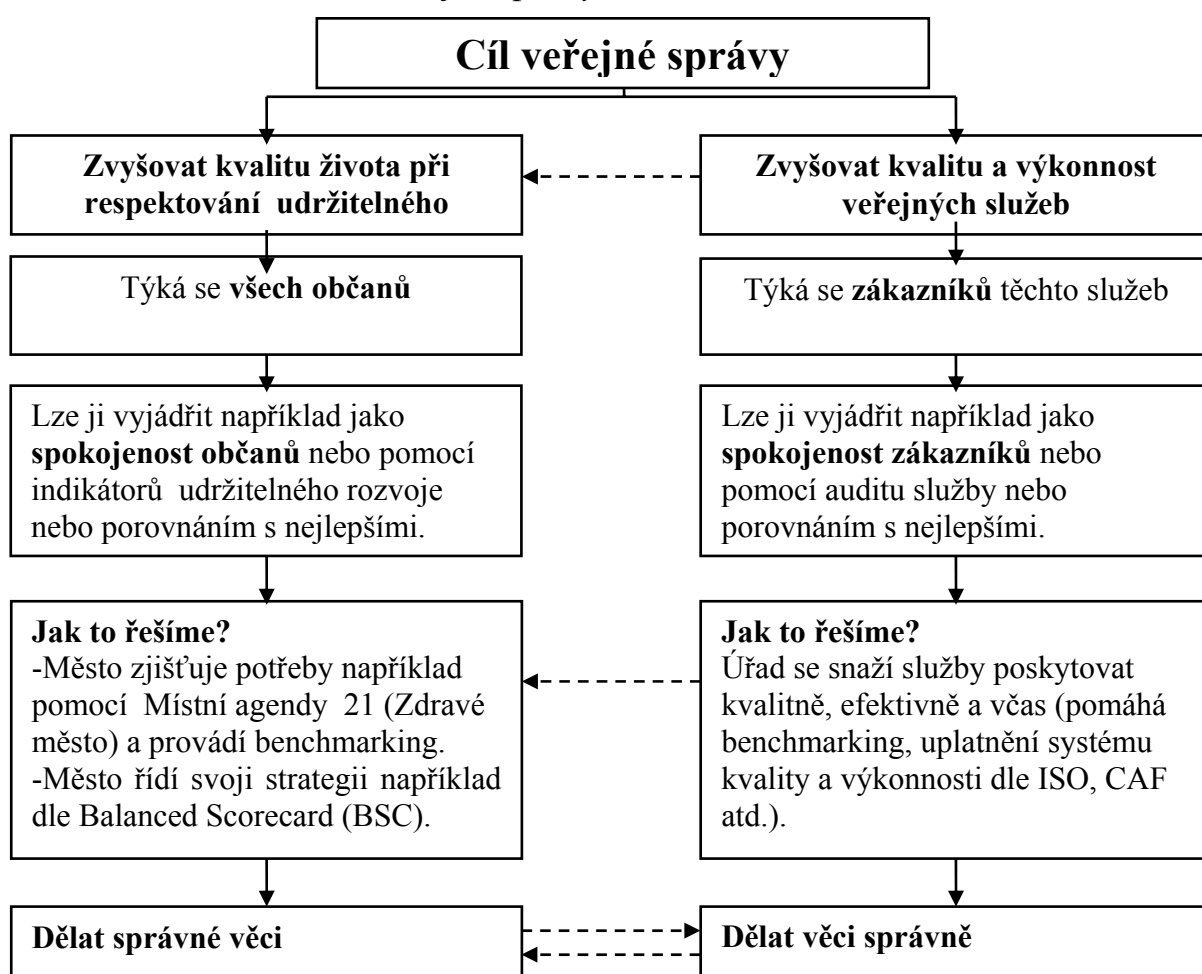 Cíl veřejné správy
Zvyšovat kvalitu života při
respektování udržitelného
Zvyšovat kvalitu a výkonnost
veřejných služeb
Týká se všech občanů
Týká se zákazníků těchto služeb
Lze ji vyjádřit například jako
spokojenost občanů nebo pomocí
indikátorů udržitelného rozvoje
nebo porovnáním s nejlepšími.
Lze ji vyjádřit například jako
spokojenost zákazníků nebo
pomocí auditu služby nebo
porovnáním s nejlepšími.
Jak to řešíme?
-Město zjišťuje potřeby například
pomocí Místní agendy 21 (Zdravé
město) a provádí benchmarking.
-Město řídí svoji strategii například
dle Balanced Scorecard (BSC).
Jak to řešíme?
Úřad se snaží služby poskytovat
kvalitně, efektivně a včas (pomáhá
benchmarking, uplatnění systému
kvality a výkonnosti dle ISO, CAF
atd.).
Dělat správné věci
Dělat věci správně